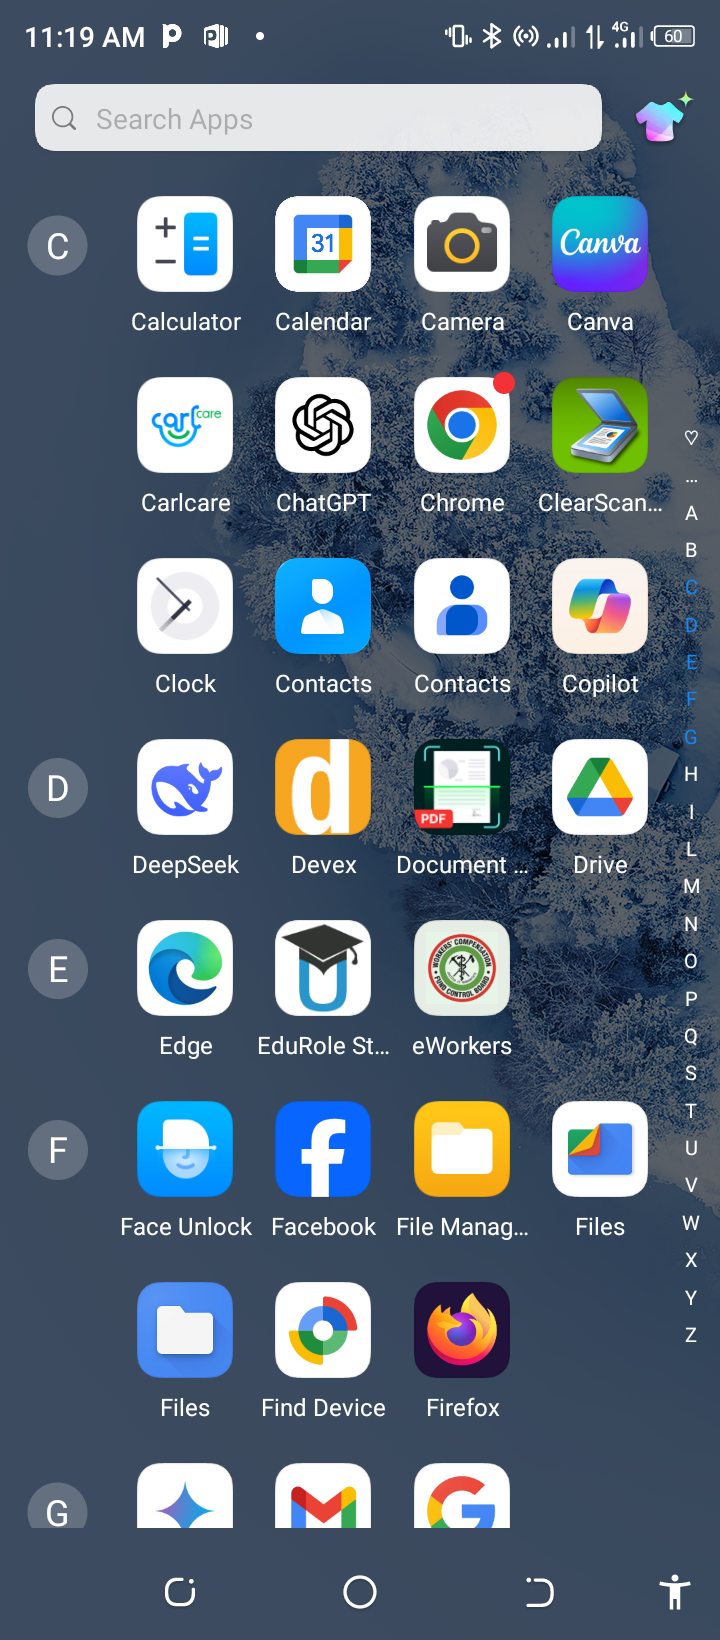 11:19 AM
4G
60
Search Apps
C
31
Canva
Calculator
Calendar
Camera
Canva
carlcare
Carlcare
ChatGPT
Chrome
ClearScan...
♡
...
A
B
C
D
E
F
G
H
I
L
M
N
O
P
Q
S
T
U
V
W
X
Y
Z
Clock
Contacts
Contacts
Copilot
D
d
PDF
DeepSeek
Devex
Document ...
Drive
E
U
WORKERS' COMPENSATION
FUND CONTROL BOARD
Edge
EduRole St...
eWorkers
F
Face Unlock
Facebook
File Manag...
Files
Files
Find Device
Firefox
G